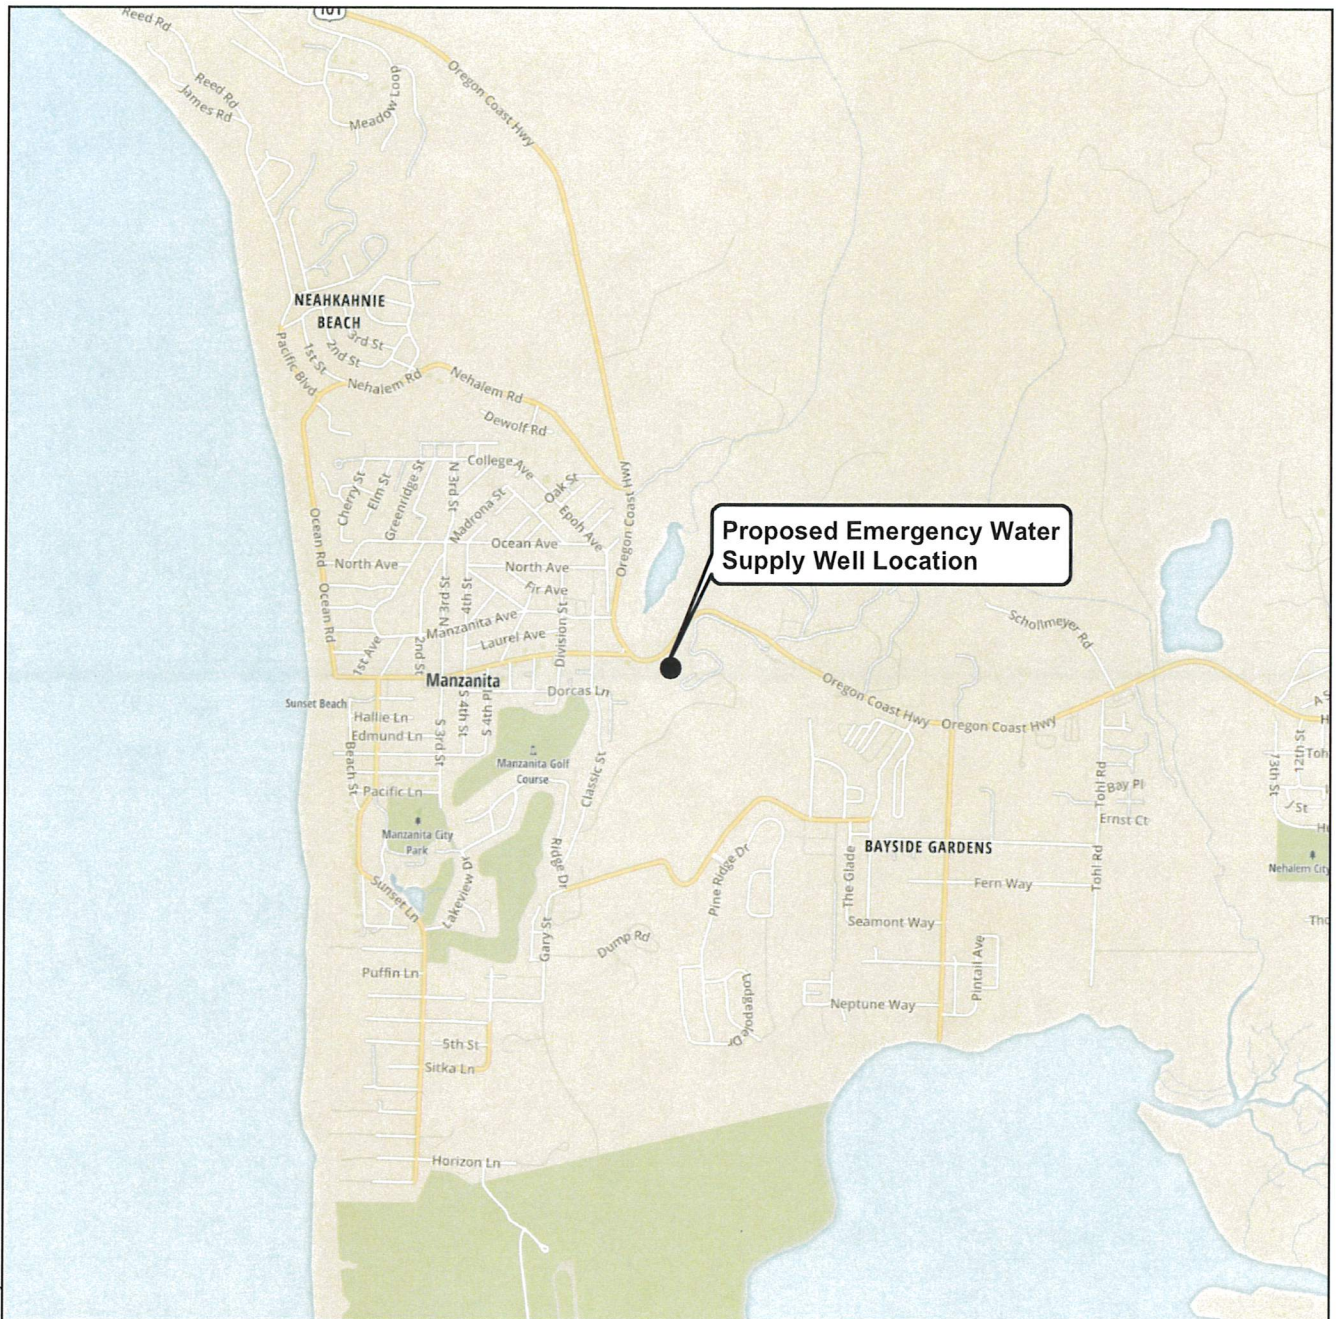 101
Reed Rd
Reed Rd
James Rd
Meadow Loop
Oregon Coast Hwy
NEAHKAHNIE
BEACH
3rd St
2nd St
1st St
Pacific Blvd
Nehalem Rd
Nehalem Rd
Dewolf Rd
College Ave
Cherry St
Elm St
Greenridge St
N 3rd St
Madrona St
Oak St
Epoh Ave
Oregon Coast Hwy
Ocean Rd
Ocean Ave
North Ave
North Ave
Fir Ave
Proposed Emergency Water
Supply Well Location
Ocean Rd
N 3rd St
4th St
Manzanita Ave
Laurel Ave
Division St
1st Ave
2nd St
Schollmeyer Rd
Manzanita
Dorcas Ln
Sunset Beach
Hallie Ln
Edmund Ln
S 3rd St
S 4th St
S 4th Pl
Oregon Coast Hwy
Oregon Coast Hwy
Beach St
Manzanita Golf
Course
Classic St
Pacific Ln
Manzanita City
Park
Tohl Rd
Bay Pl
Ernst Ct
13th St
12th St
A S
H
Toh
St
Hu
Nehalem City
Tho
BAYSIDE GARDENS
Ridge Dr
Pine Ridge Dr
The Glade
Tohl Rd
Fern Way
Sunset Ln
Lakeview Dr
Gary St
Dump Rd
Seamont Way
Puffin Ln
Lodgepole Dr
Pintail Ave
Neptune Way
5th St
Sitka Ln
Horizon Ln